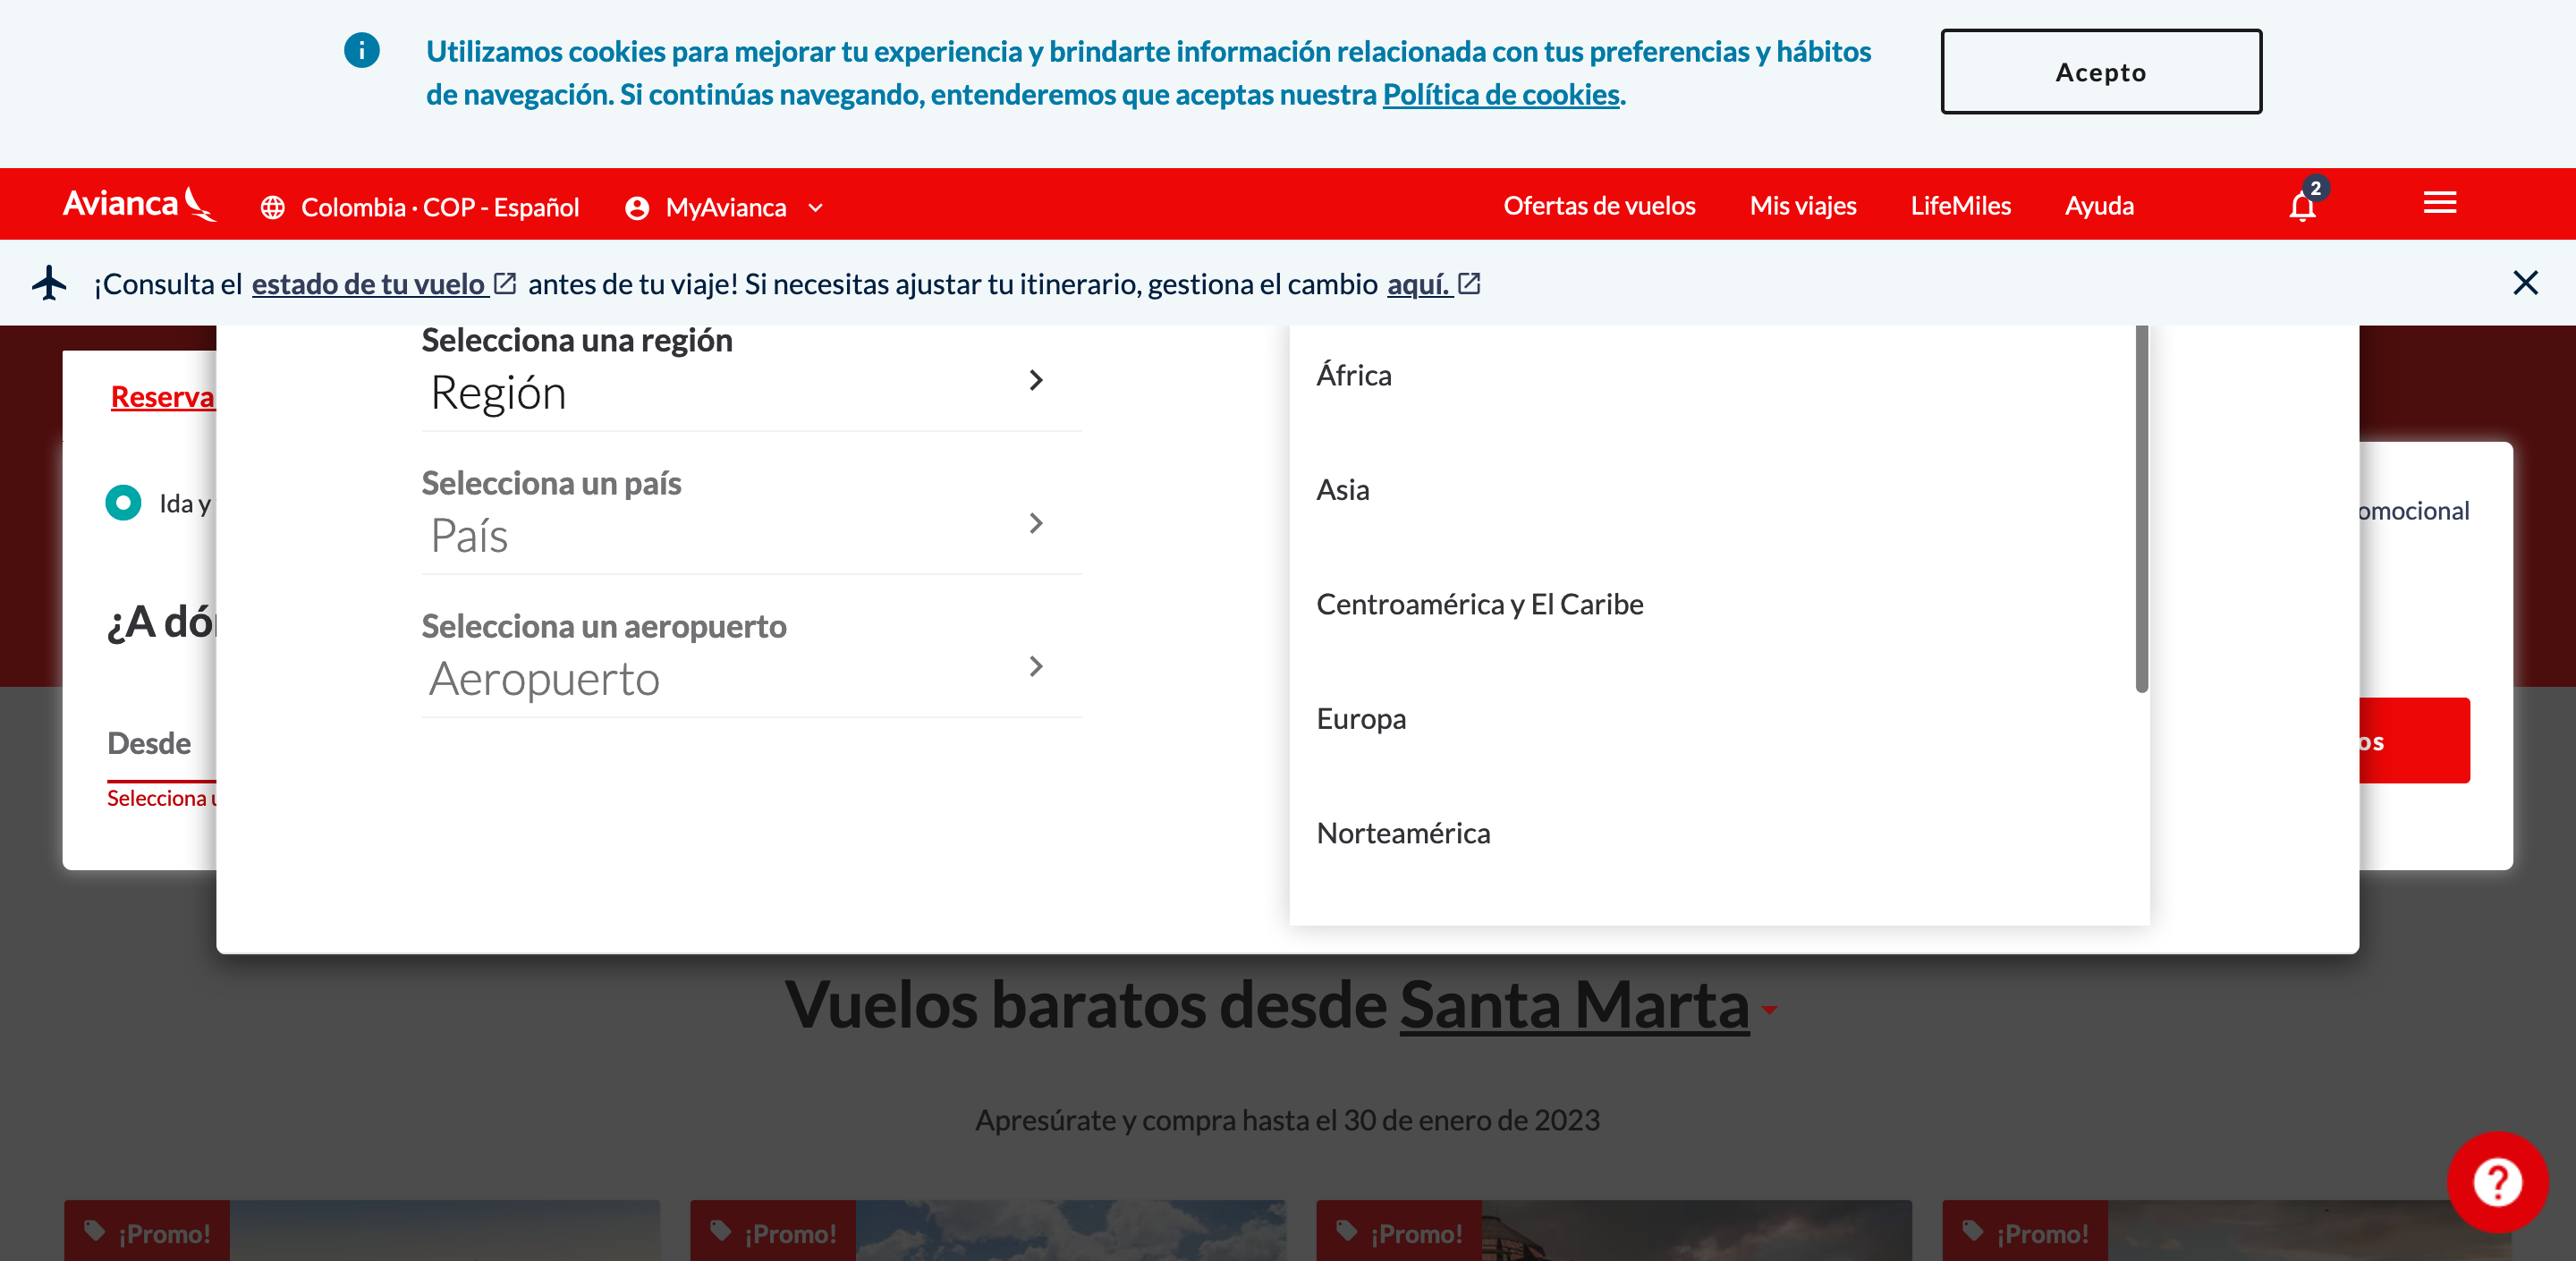 Utilizamos cookies para mejorar tu experiencia y brindarte información relacionada con tus preferencias y hábitos
de navegación. Si continúas navegando, entenderemos que aceptas nuestra Política de cookies.
Acepto
Avianca
Colombia · COP - Español
MyAvianca
Ofertas de vuelos
Mis viajes
LifeMiles
Ayuda
2
¡Consulta el estado de tu vuelo antes de tu viaje! Si necesitas ajustar tu itinerario, gestiona el cambio aquí.
Selecciona una región
Región
Selecciona un país
País
Selecciona un aeropuerto
Aeropuerto
África
Asia
Centroamérica y El Caribe
Europa
Norteamérica
Reserva
Ida y
omocional
¿A dó
Desde
Selecciona
os
Vuelos baratos desde Santa Marta
Apresúrate y compra hasta el 30 de enero de 2023
¡Promo!
¡Promo!
¡Promo!
¡Promo!
?